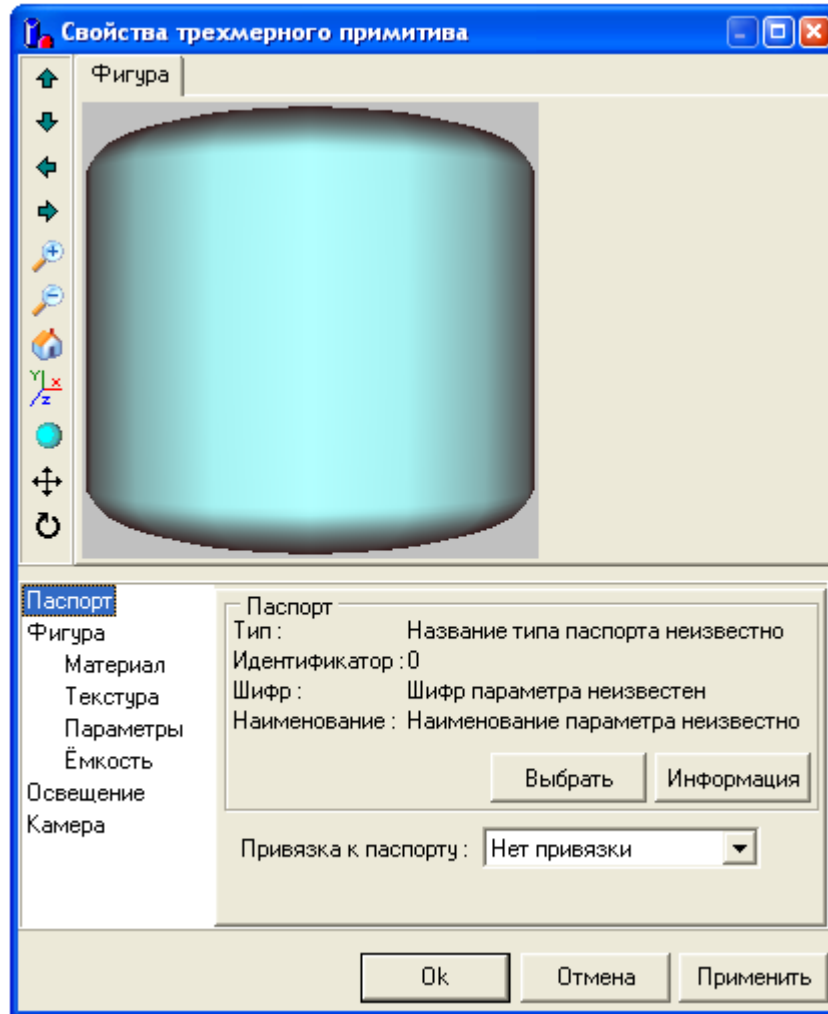 Свойства трехмерного примитива
Фигура
Y
X
Z
Паспорт
Фигура
Материал
Текстура
Параметры
Ёмкость
Освещение
Камера
Паспорт
Тип : Название типа паспорта неизвестно
Идентификатор : 0
Шифр : Шифр параметра неизвестен
Наименование : Наименование параметра неизвестно
Выбрать Информация
Привязка к паспорту : Нет привязки
Ok Отмена Применить